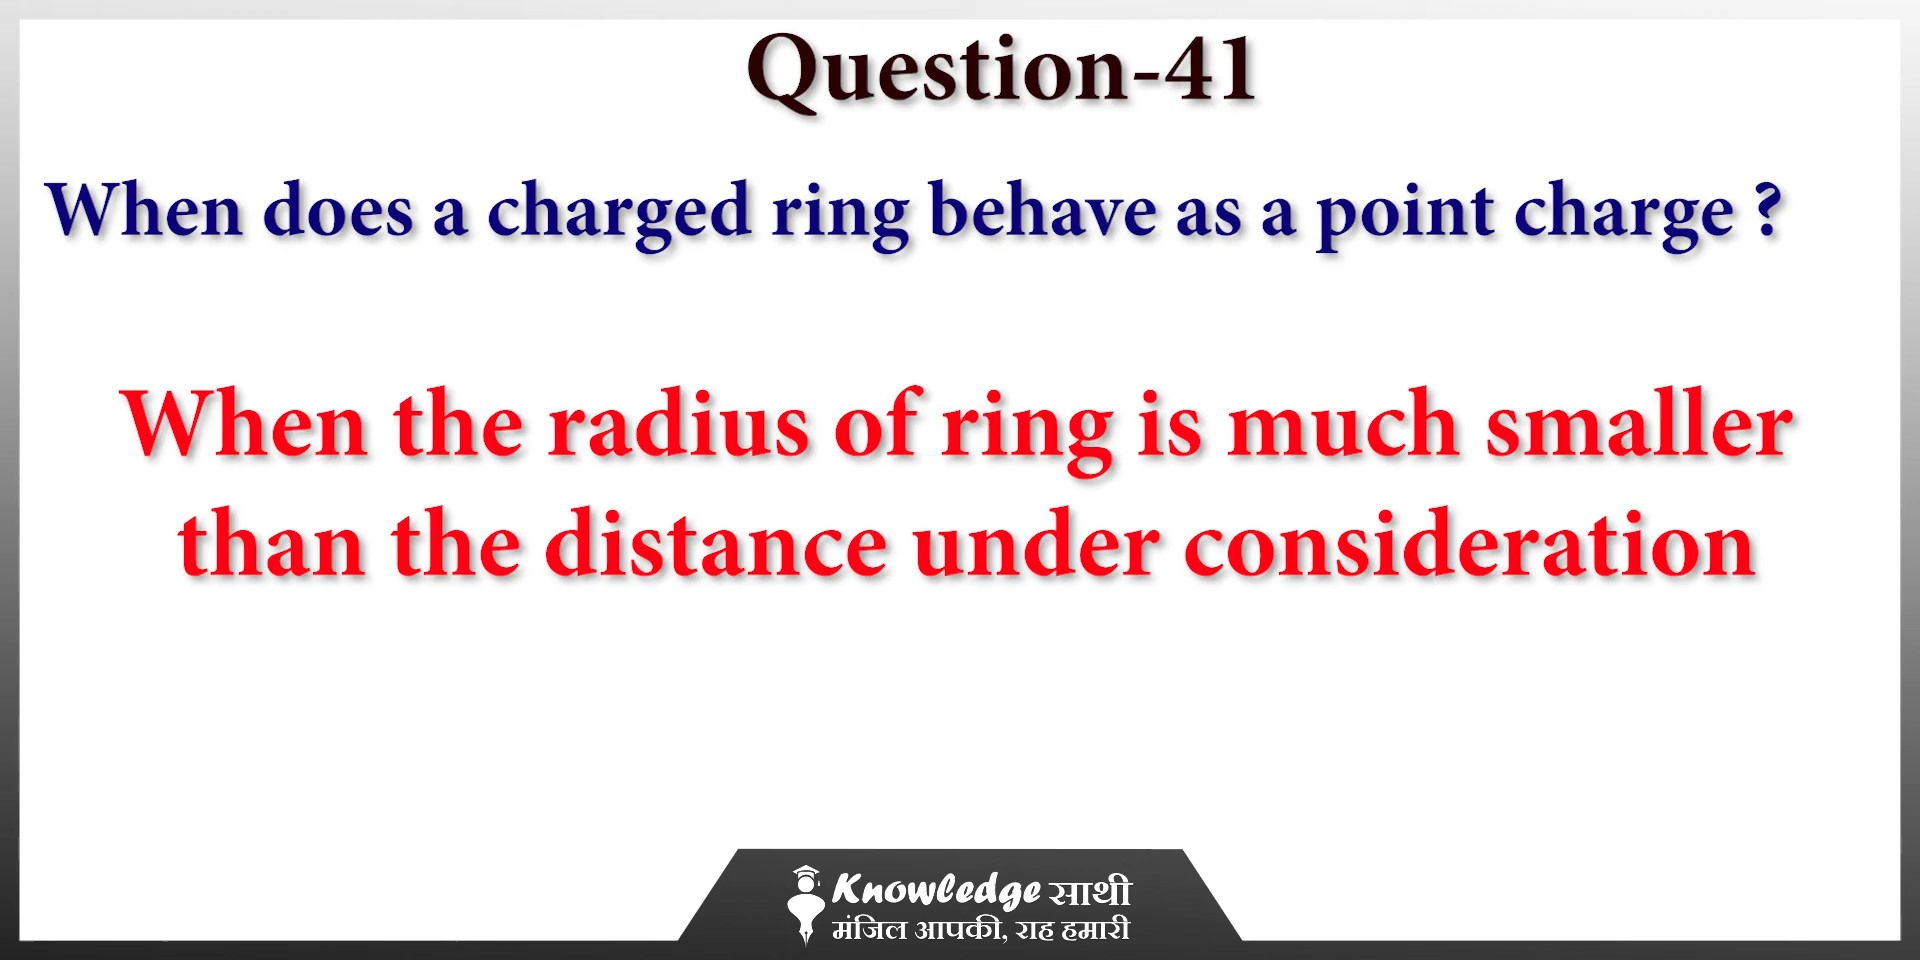 Question-41
When does a charged ring behave as a point charge ?
When the radius of ring is much smaller
than the distance under consideration
Knowledge साथी
मंजिल आपकी, राह हमारी